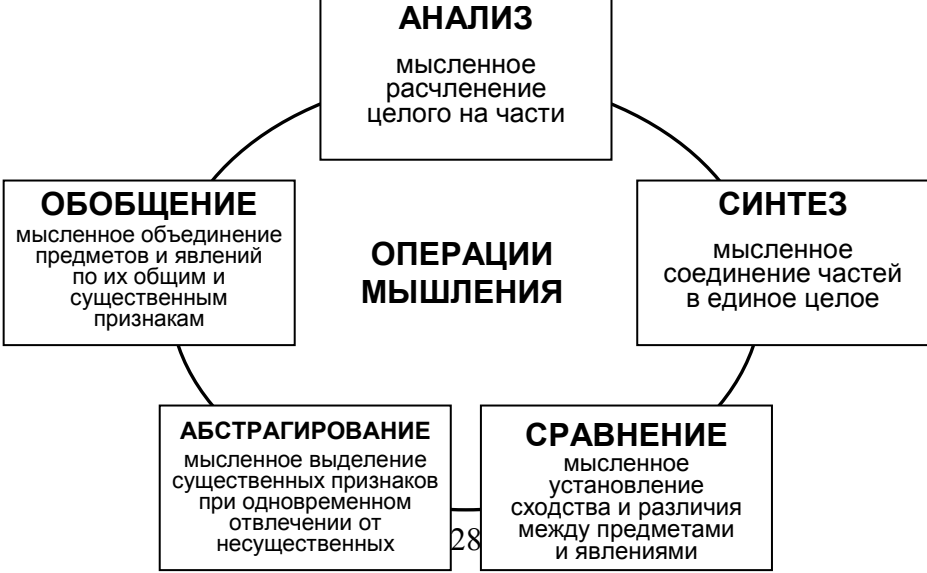 АНАЛИЗ
мысленное
расчленение
целого на части
ОБОБЩЕНИЕ
мысленное объединение
предметов и явлений
по их общим и
существенным
признакам
ОПЕРАЦИИ
МЫШЛЕНИЯ
СИНТЕЗ
мысленное
соединение частей
в единое целое
АБСТРАГИРОВАНИЕ
мысленное выделение
существенных признаков
при одновременном
отвлечении от
несущественных
28
СРАВНЕНИЕ
мысленное
установление
сходства и различия
между предметами
и явлениями